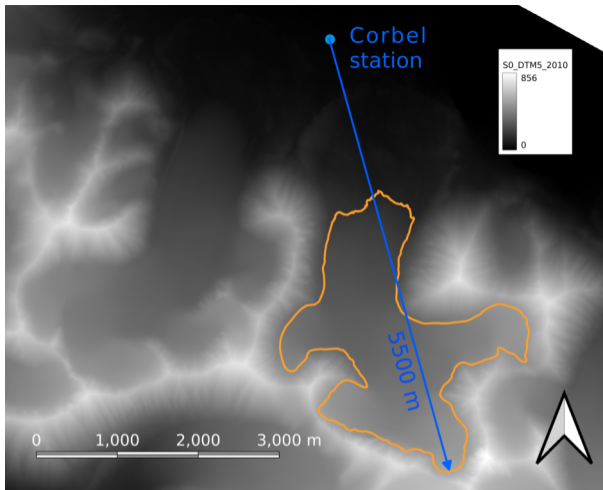 Corbel
station
S0_DTM5_2010
856
0
5500 m
0 1,000 2,000 3,000 m